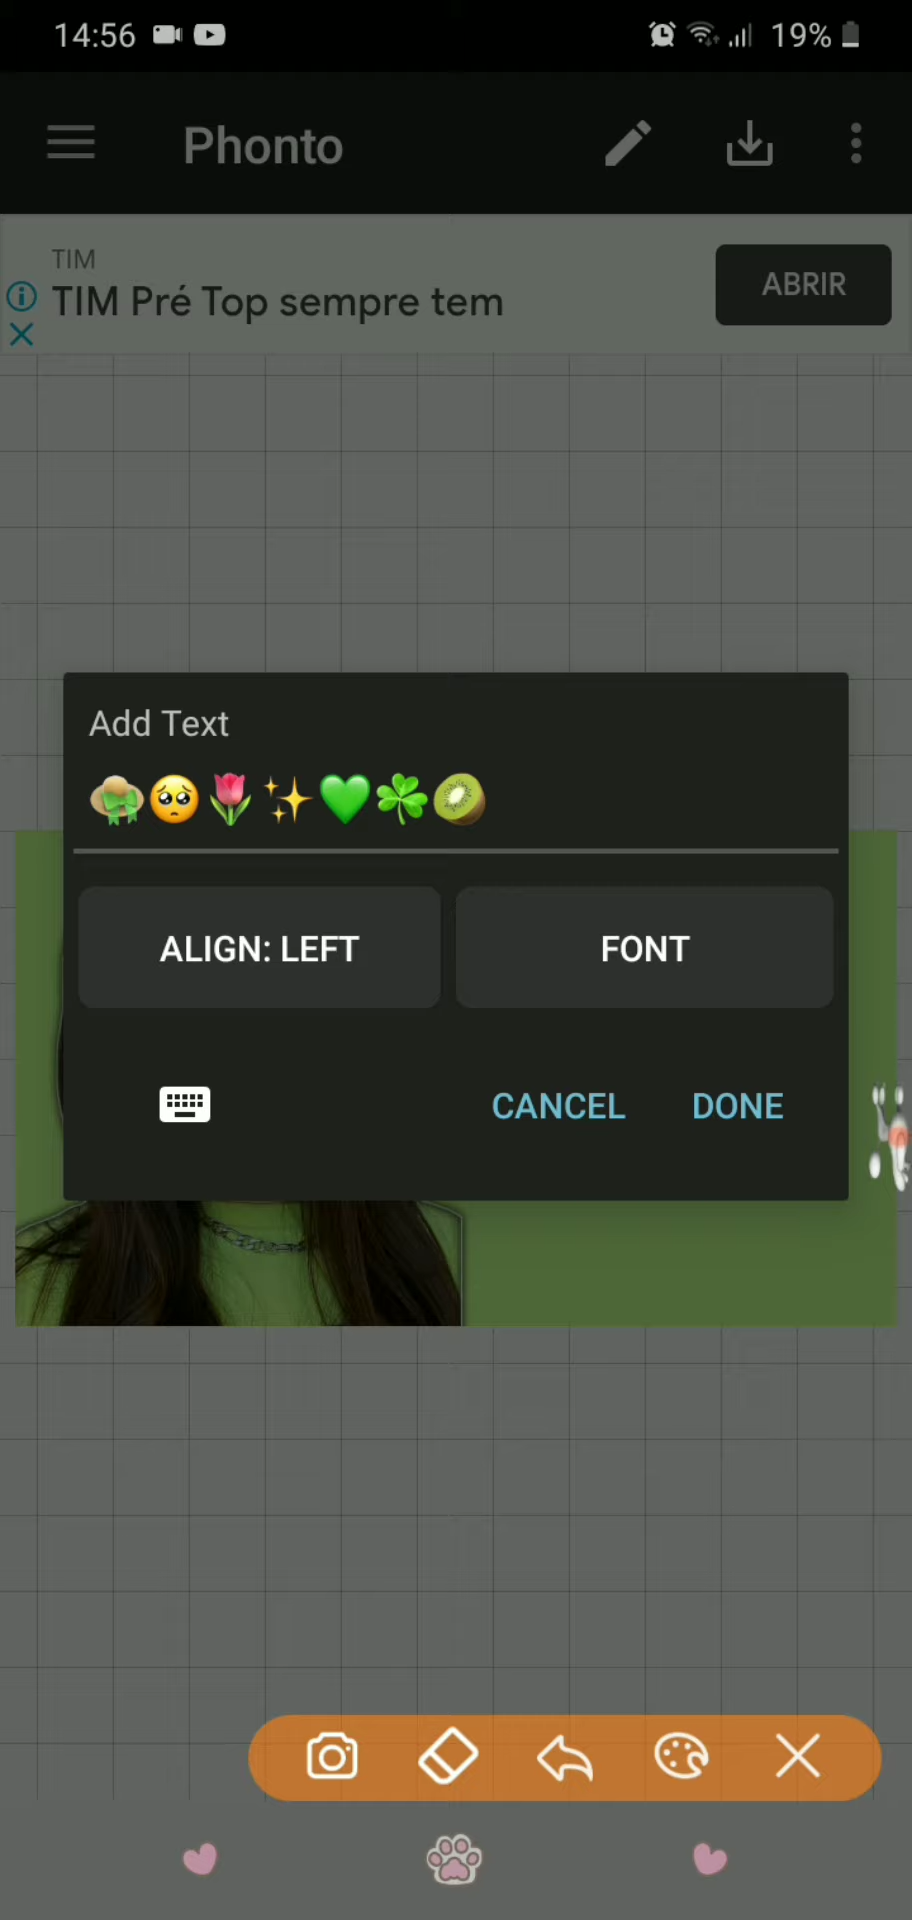 14:56
19%
Phonto
TIM
TIM Pré Top sempre tem
ABRIR
Add Text
👒🥺🌷✨💚☘️🥝
ALIGN: LEFT
FONT
CANCEL
DONE